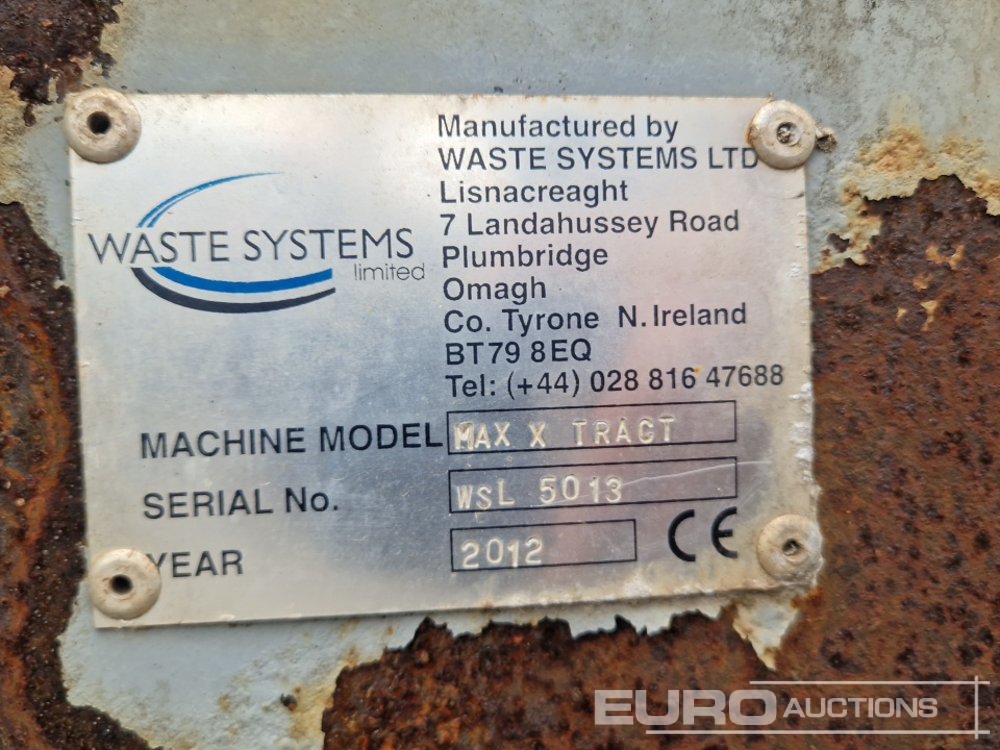 WASTE SYSTEMS
limited
Manufactured by
WASTE SYSTEMS LTD
Lisnacreaght
7 Landahussey Road
Plumbridge
Omagh
Co. Tyrone N. Ireland
BT79 8EQ
Tel: (+44) 028 816 47688
MACHINE MODEL MAX X TRACT
SERIAL No. WSL 5013
YEAR 2012 CE
EURO AUCTIONS